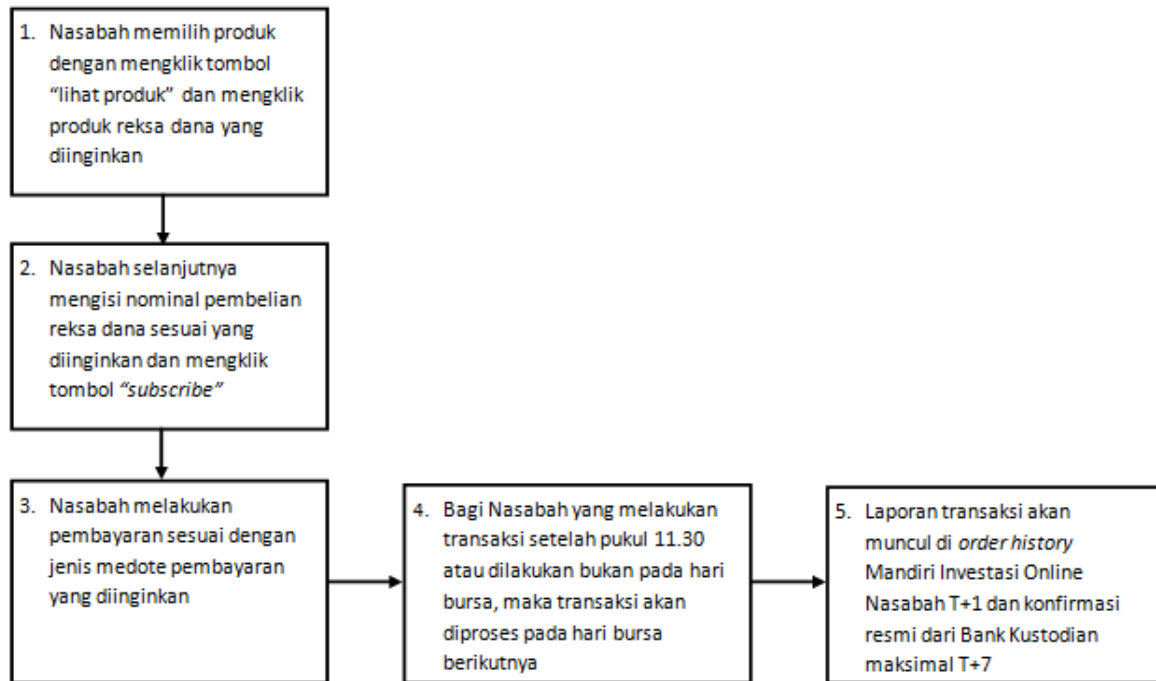 1. Nasabah memilih produk
dengan mengklik tombol
“lihat produk” dan mengklik
produk reksa dana yang
diinginkan
2. Nasabah selanjutnya
mengisi nominal pembelian
reksa dana sesuai yang
diinginkan dan mengklik
tombol “subscribe”
3. Nasabah melakukan
pembayaran sesuai dengan
jenis medote pembayaran
yang diinginkan
4. Bagi Nasabah yang melakukan
transaksi setelah pukul 11.30
atau dilakukan bukan pada hari
bursa, maka transaksi akan
diproses pada hari bursa
berikutnya
5. Laporan transaksi akan
muncul di order history
Mandiri Investasi Online
Nasabah T+1 dan konfirmasi
resmi dari Bank Kustodian
maksimal T+7